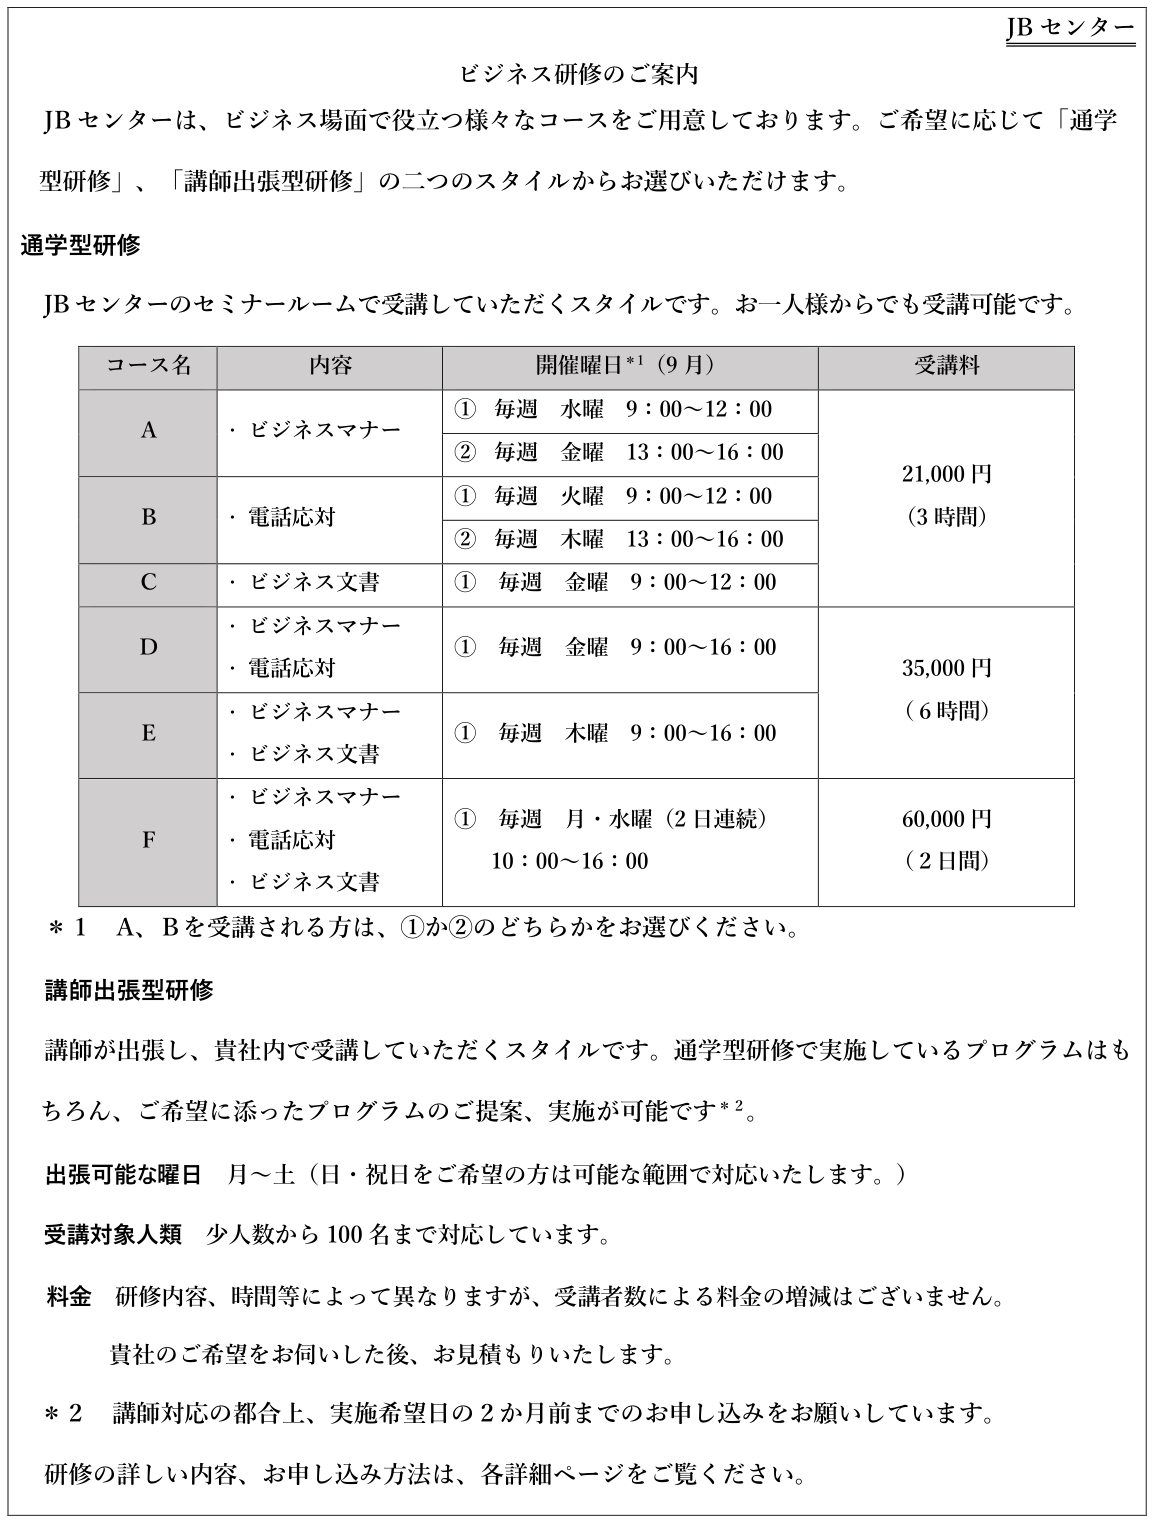 JB センター
ビジネス研修のご案内
JB センターは、ビジネス場面で役立つ様々なコースをご用意しております。ご希望に応じて「通学
型研修」、「講師出張型研修」の二つのスタイルからお選びいただけます。
通学型研修
JB センターのセミナールームで受講していただくスタイルです。お一人様からでも受講可能です。
コース名 内容 開催曜日*1（9 月） 受講料
A
・ビジネスマナー
① 毎週 水曜 9：00～12：00
② 毎週 金曜 13：00～16：00
B
・電話応対
① 毎週 火曜 9：00～12：00
② 毎週 木曜 13：00～16：00
C
・ビジネス文書
① 毎週 金曜 9：00～12：00
21,000 円
（3 時間）
D
・ビジネスマナー
・電話応対
① 毎週 金曜 9：00～16：00
E
・ビジネスマナー
・ビジネス文書
① 毎週 木曜 9：00～16：00
35,000 円
（６時間）
F
・ビジネスマナー
・電話応対
・ビジネス文書
① 毎週 月・水曜（2 日連続）
10：00～16：00
60,000 円
（２日間）
＊１ A、Ｂを受講される方は、①か②のどちらかをお選びください。
講師出張型研修
講師が出張し、貴社内で受講していただくスタイルです。通学型研修で実施しているプログラムはも
ちろん、ご希望に添ったプログラムのご提案、実施が可能です*２。
出張可能な曜日 月～土（日・祝日をご希望の方は可能な範囲で対応いたします。）
受講対象人類 少人数から 100 名まで対応しています。
料金 研修内容、時間等によって異なりますが、受講者数による料金の増減はございません。
貴社のご希望をお伺いした後、お見積もりいたします。
＊２ 講師対応の都合上、実施希望日の２か月前までのお申し込みをお願いしています。
研修の詳しい内容、お申し込み方法は、各詳細ページをご覧ください。